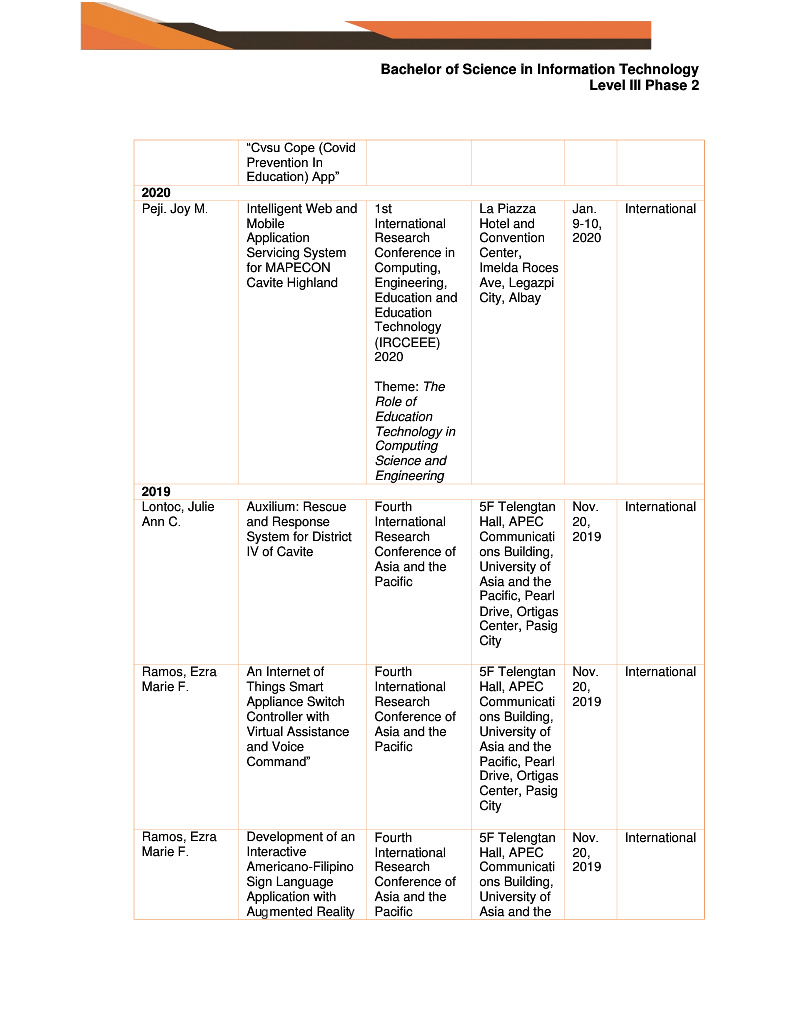 Bachelor of Science in Information Technology
Level III Phase 2
“Cvsu Cope (Covid
Prevention In
Education) App”
2020
Peji. Joy M.
Intelligent Web and
Mobile
Application
Servicing System
for MAPECON
Cavite Highland
1st
International
Research
Conference in
Computing,
Engineering,
Education and
Education
Technology
(IRCCEEE)
2020
Theme: The
Role of
Education
Technology in
Computing
Science and
Engineering
La Piazza
Hotel and
Convention
Center,
Imelda Roces
Ave, Legazpi
City, Albay
Jan.
9-10,
2020
International
2019
Lontoc, Julie
Ann C.
Auxilium: Rescue
and Response
System for District
IV of Cavite
Fourth
International
Research
Conference of
Asia and the
Pacific
5F Telengtan
Hall, APEC
Communicati
ons Building,
University of
Asia and the
Pacific, Pearl
Drive, Ortigas
Center, Pasig
City
Nov.
20,
2019
International
Ramos, Ezra
Marie F.
An Internet of
Things Smart
Appliance Switch
Controller with
Virtual Assistance
and Voice
Command”
Fourth
International
Research
Conference of
Asia and the
Pacific
5F Telengtan
Hall, APEC
Communicati
ons Building,
University of
Asia and the
Pacific, Pearl
Drive, Ortigas
Center, Pasig
City
Nov.
20,
2019
International
Ramos, Ezra
Marie F.
Development of an
Interactive
Americano-Filipino
Sign Language
Application with
Augmented Reality
Fourth
International
Research
Conference of
Asia and the
Pacific
5F Telengtan
Hall, APEC
Communicati
ons Building,
University of
Asia and the
Nov.
20,
2019
International